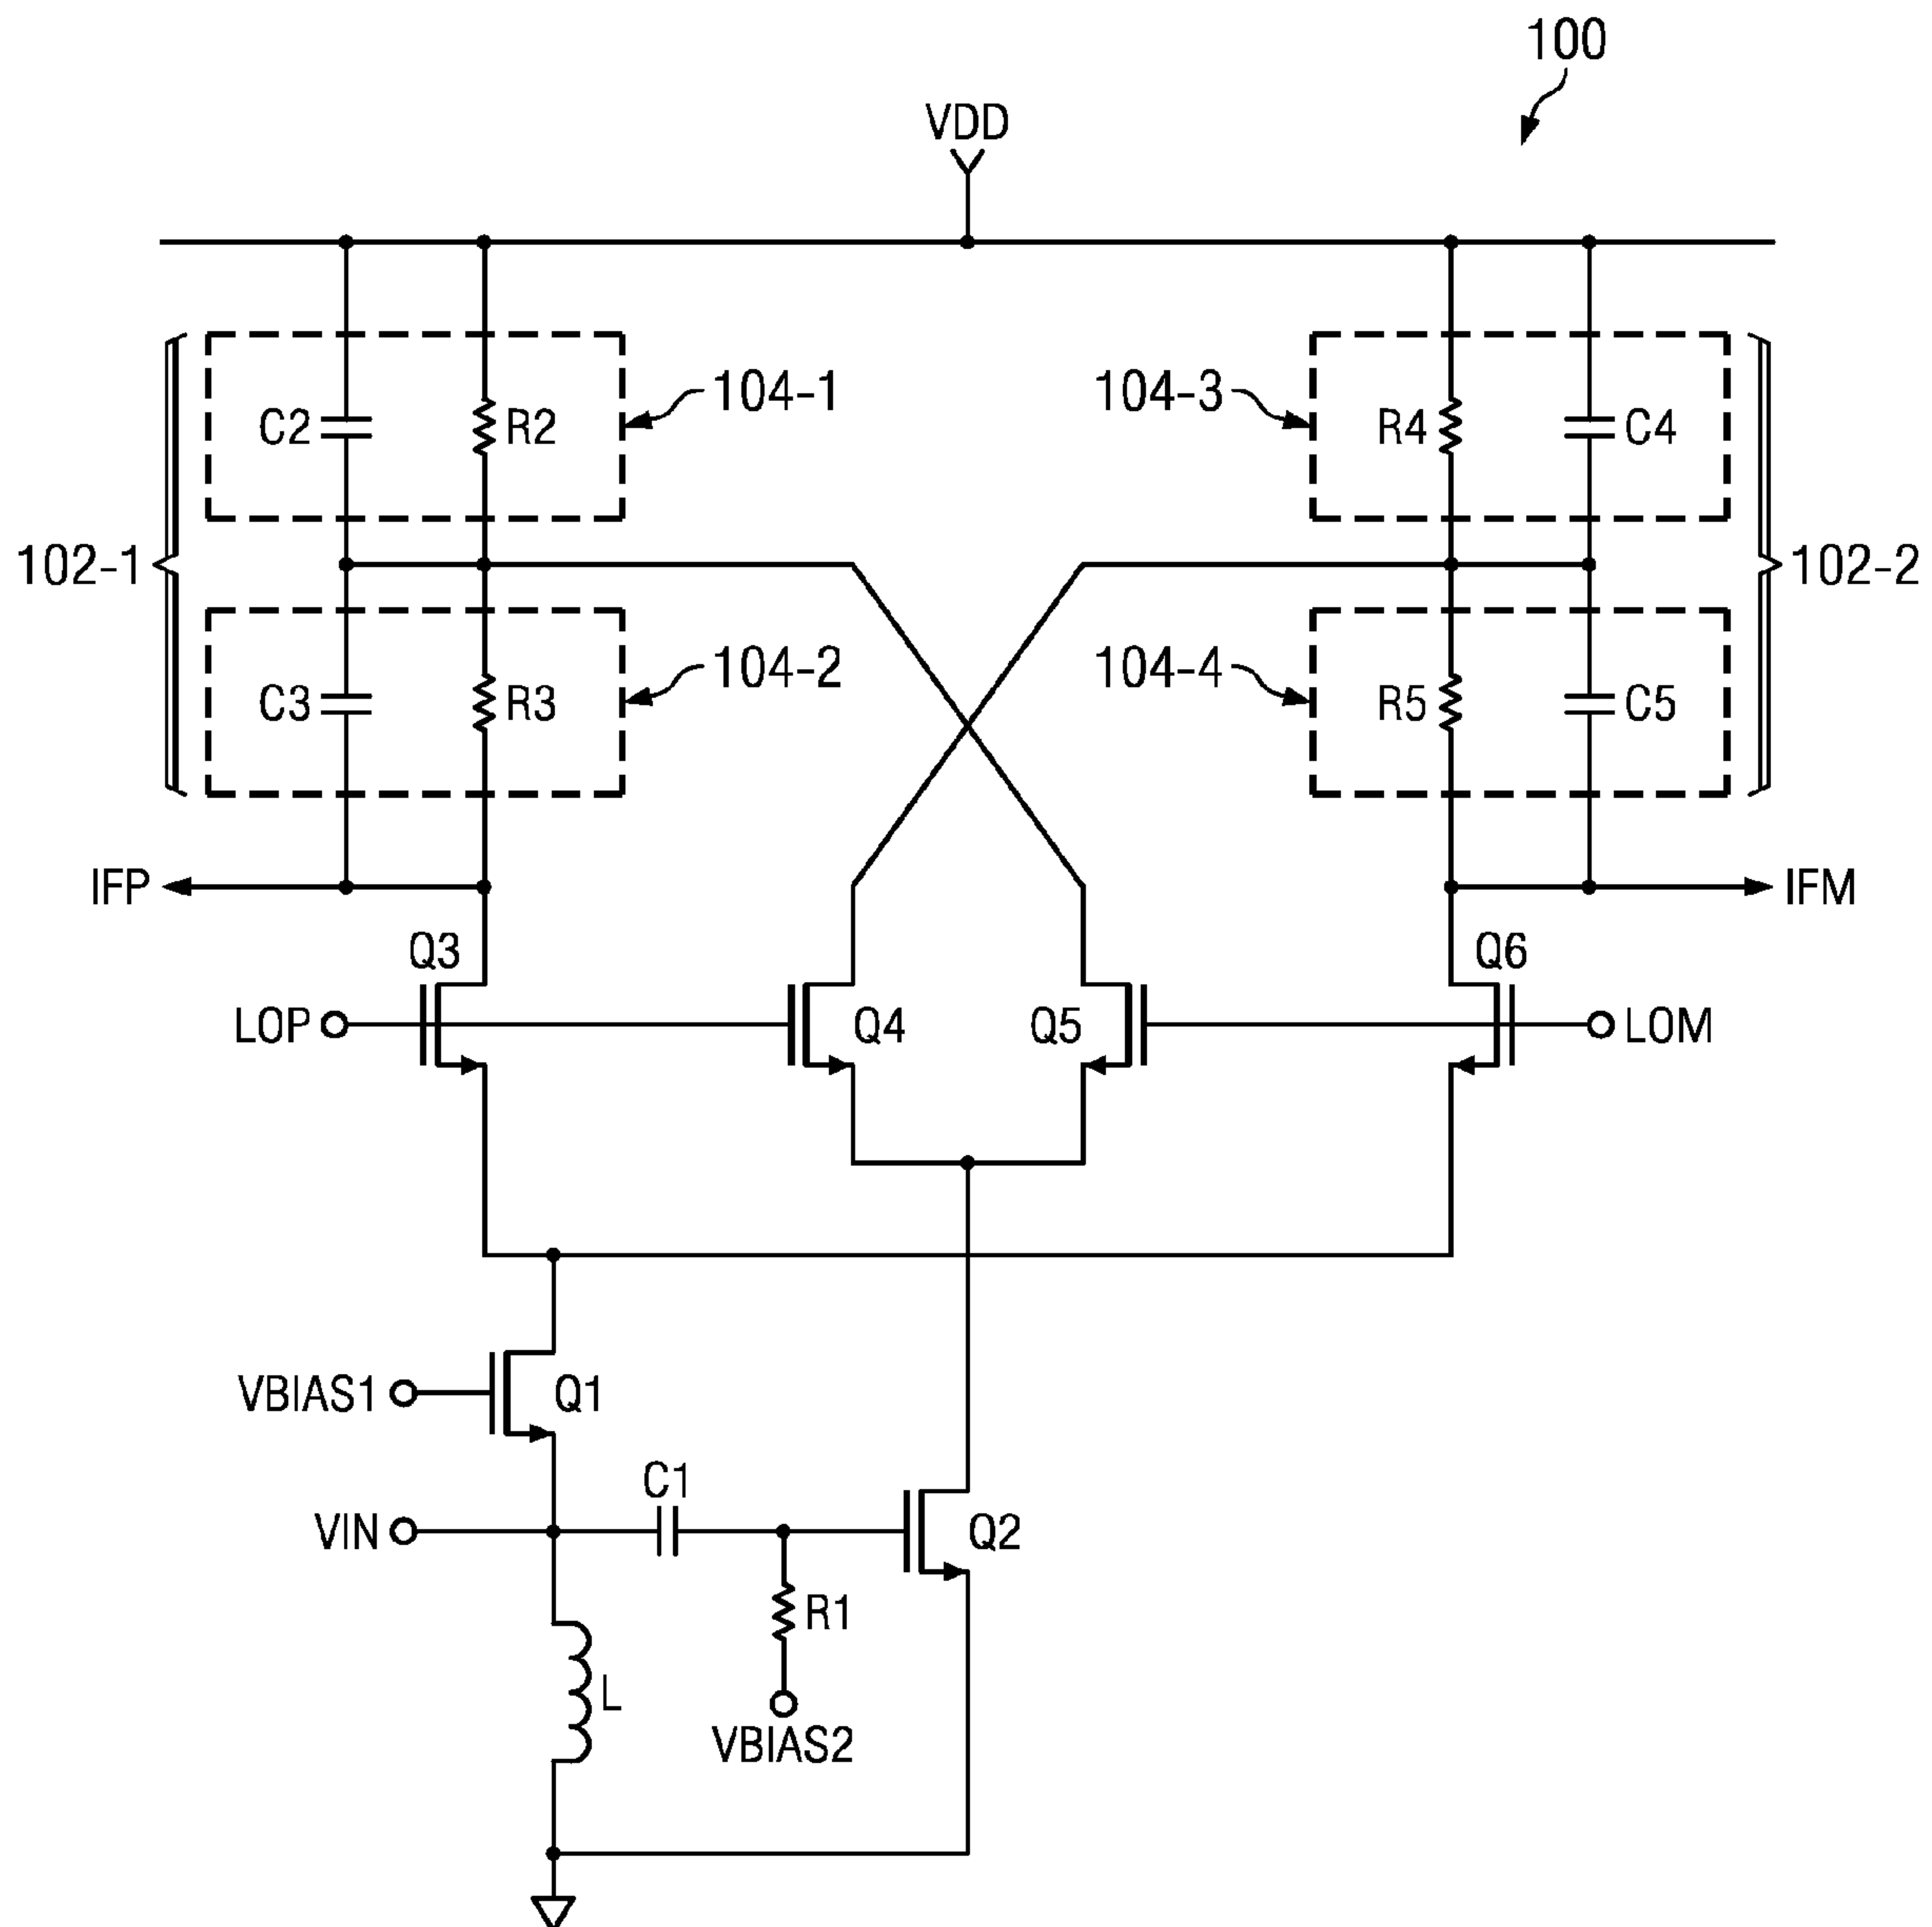 100
VDD
C2
R2
104-1
104-3
R4
C4
102-1
102-2
C3
R3
104-2
104-4
R5
C5
IFP
IFM
Q3
Q6
LOP
Q4
Q5
LOM
VBIAS1
Q1
C1
VIN
Q2
R1
L
VBIAS2